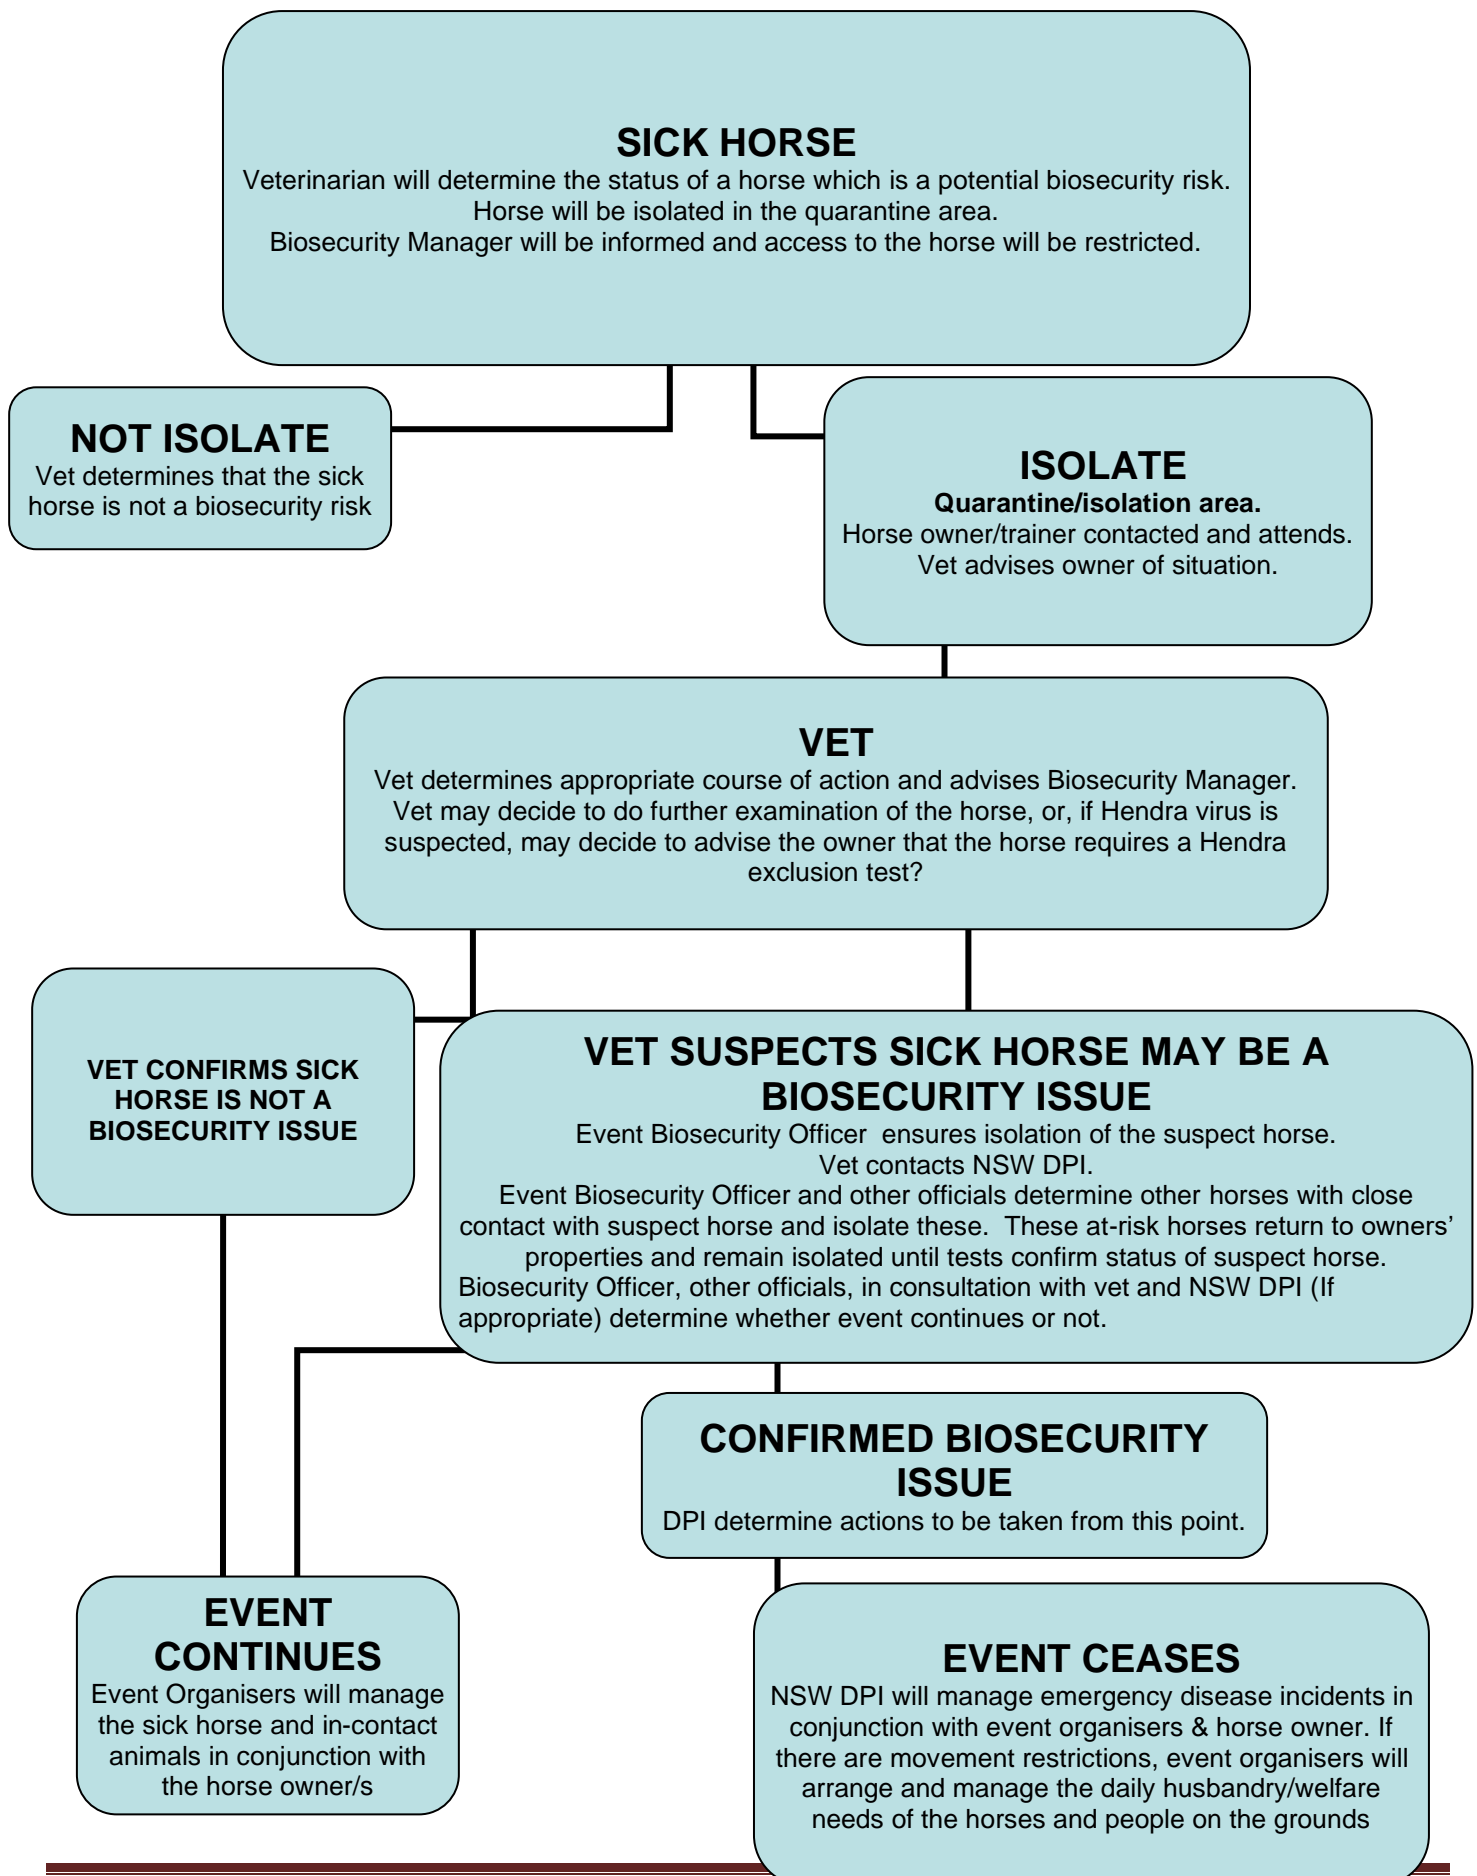 SICK HORSE
Veterinarian will determine the status of a horse which is a potential biosecurity risk.
Horse will be isolated in the quarantine area.
Biosecurity Manager will be informed and access to the horse will be restricted.
NOT ISOLATE
Vet determines that the sick
horse is not a biosecurity risk
ISOLATE
Quarantine/isolation area.
Horse owner/trainer contacted and attends.
Vet advises owner of situation.
VET
Vet determines appropriate course of action and advises Biosecurity Manager.
Vet may decide to do further examination of the horse, or, if Hendra virus is
suspected, may decide to advise the owner that the horse requires a Hendra
exclusion test?
VET CONFIRMS SICK
HORSE IS NOT A
BIOSECURITY ISSUE
VET SUSPECTS SICK HORSE MAY BE A
BIOSECURITY ISSUE
Event Biosecurity Officer  ensures isolation of the suspect horse.
Vet contacts NSW DPI.
Event Biosecurity Officer and other officials determine other horses with close
contact with suspect horse and isolate these.  These at-risk horses return to owners’
properties and remain isolated until tests confirm status of suspect horse.
Biosecurity Officer, other officials, in consultation with vet and NSW DPI (If
appropriate) determine whether event continues or not.
CONFIRMED BIOSECURITY
ISSUE
DPI determine actions to be taken from this point.
EVENT
CONTINUES
Event Organisers will manage
the sick horse and in-contact
animals in conjunction with
the horse owner/s
EVENT CEASES
NSW DPI will manage emergency disease incidents in
conjunction with event organisers & horse owner. If
there are movement restrictions, event organisers will
arrange and manage the daily husbandry/welfare
needs of the horses and people on the grounds